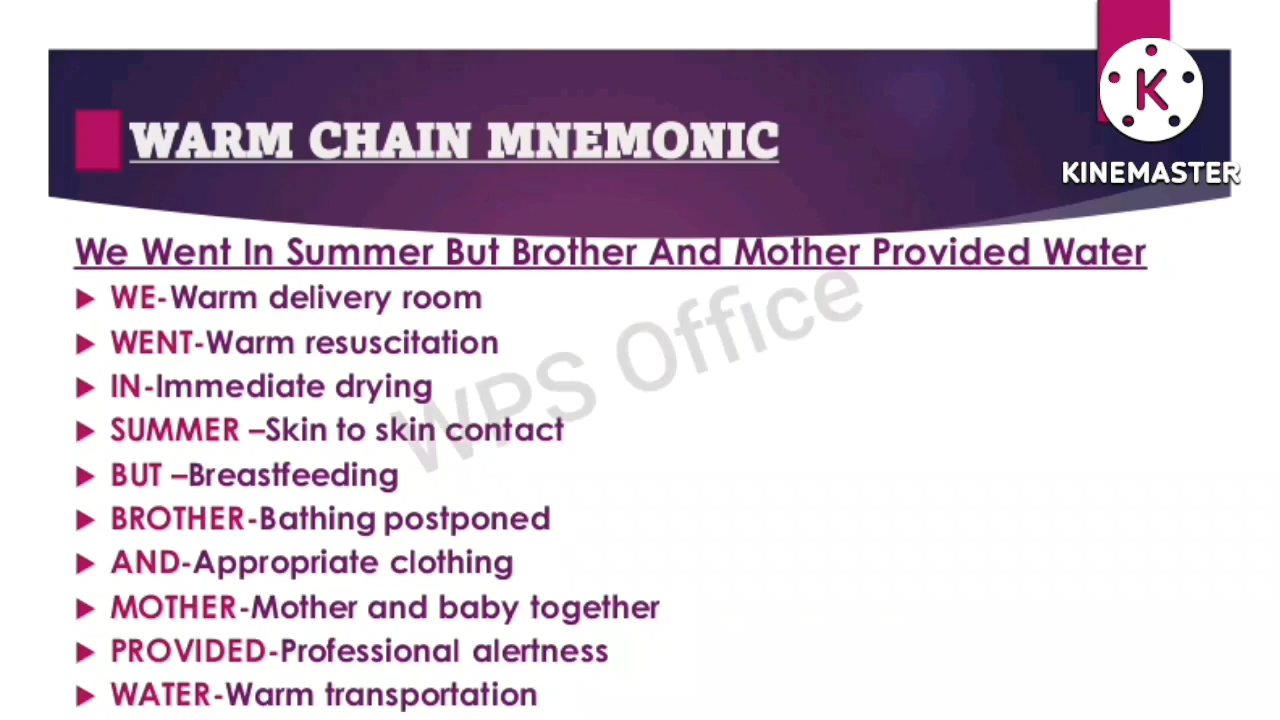 K
KINEMASTER
WARM CHAIN MNEMONIC
We Went In Summer But Brother And Mother Provided Water
WE-Warm delivery room
WENT-Warm resuscitation
IN-Immediate drying
SUMMER –Skin to skin contact
BUT –Breastfeeding
BROTHER-Bathing postponed
AND-Appropriate clothing
MOTHER-Mother and baby together
PROVIDED-Professional alertness
WATER-Warm transportation
WPS Office